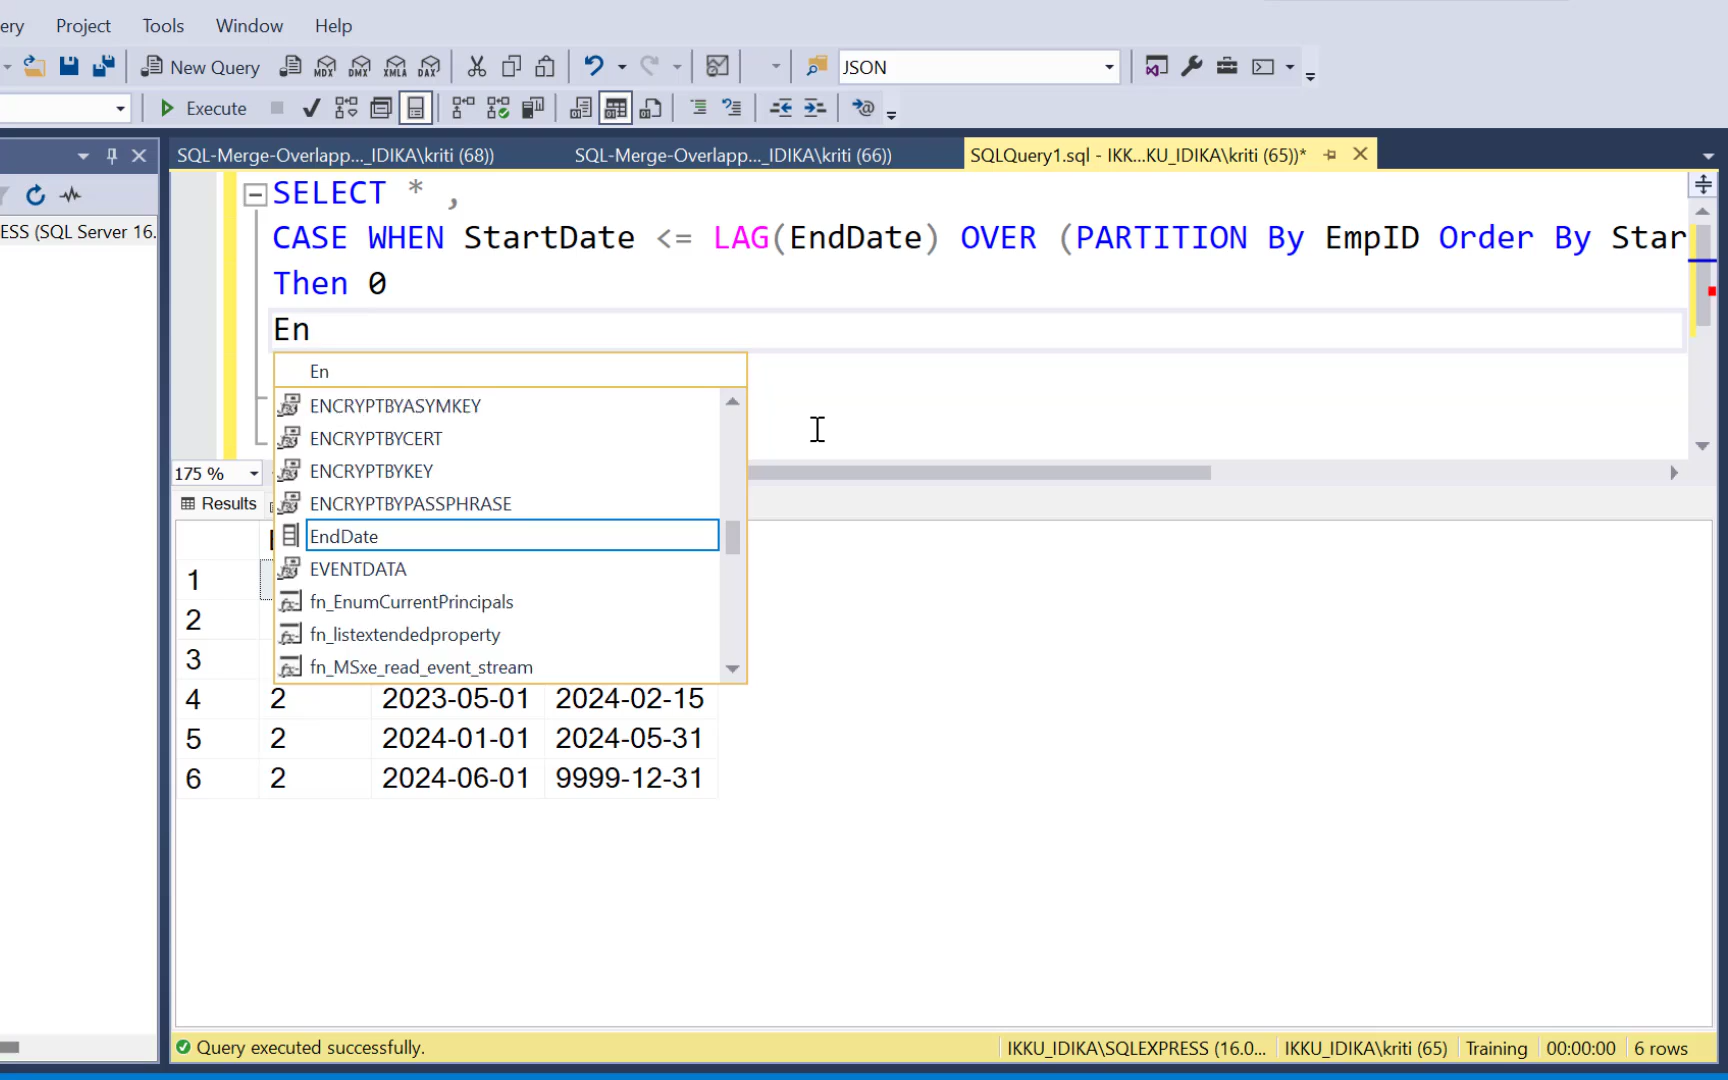 ery Project Tools Window Help
New Query MDX DMX XMLA DAX JSON
Execute
SQL-Merge-Overlapp..._IDIKA\kriti (68)) SQL-Merge-Overlapp..._IDIKA\kriti (66)) SQLQuery1.sql - IKK...KU_IDIKA\kriti (65))*
ESS (SQL Server 16.
SELECT * ,
CASE WHEN StartDate <= LAG(EndDate) OVER (PARTITION By EmpID Order By Star
Then 0
En
En
ENCRYPTBYASYMKEY
ENCRYPTBYCERT
ENCRYPTBYKEY
ENCRYPTBYPASSPHRASE
EndDate
EVENTDATA
fn_EnumCurrentPrincipals
fn_listextendedproperty
fn_MSxe_read_event_stream
175 %
Results
1
2
3
4 2 2023-05-01 2024-02-15
5 2 2024-01-01 2024-05-31
6 2 2024-06-01 9999-12-31
Query executed successfully. IKKU_IDIKA\SQLEXPRESS (16.0... IKKU_IDIKA\kriti (65) Training 00:00:00 6 rows